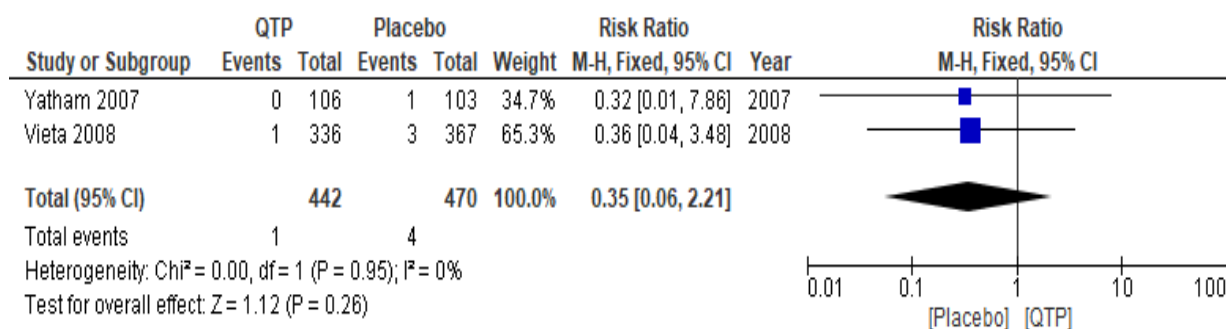 QTP Placebo Risk Ratio Risk Ratio
Study or Subgroup Events Total Events Total Weight M-H, Fixed, 95% CI Year M-H, Fixed, 95% CI
Yatham 2007 0 106 1 103 34.7% 0.32 [0.01, 7.86] 2007
Vieta 2008 1 336 3 367 65.3% 0.36 [0.04, 3.48] 2008
Total (95% CI) 442 470 100.0% 0.35 [0.06, 2.21]
Total events 1 4
Heterogeneity: Chi² = 0.00, df = 1 (P = 0.95); I² = 0%
Test for overall effect: Z = 1.12 (P = 0.26)
0.01 0.1 1 10 100
[Placebo] [QTP]